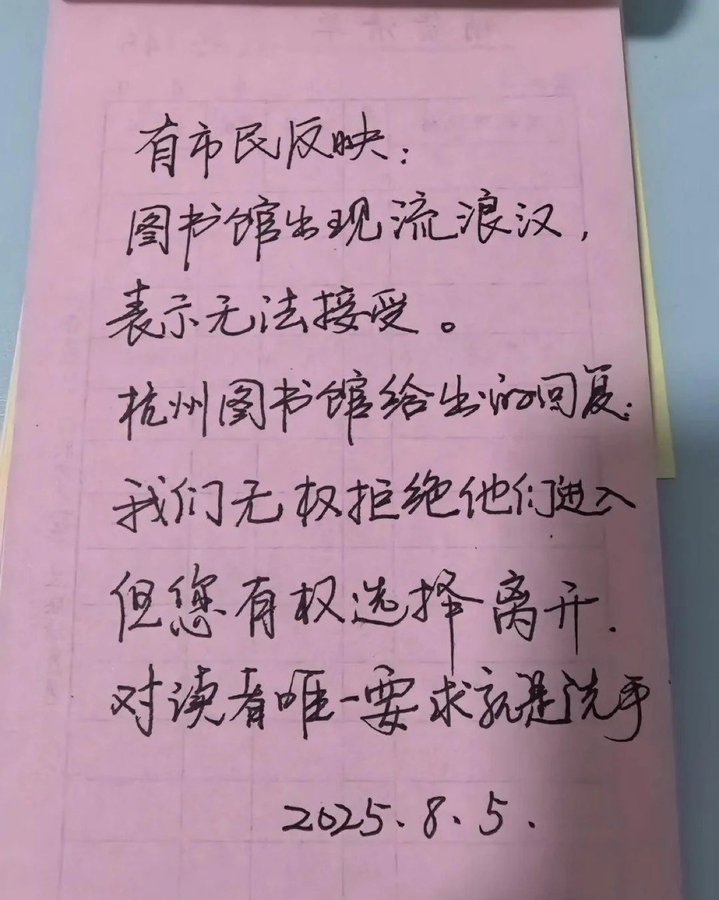 有市民反映：
图书馆出现流浪汉，
表示无法接受。
杭州图书馆给出的回复：
我们无权拒绝他们进入
但您有权选择离开．
对读者唯一要求就是洗手
2025.8.5.